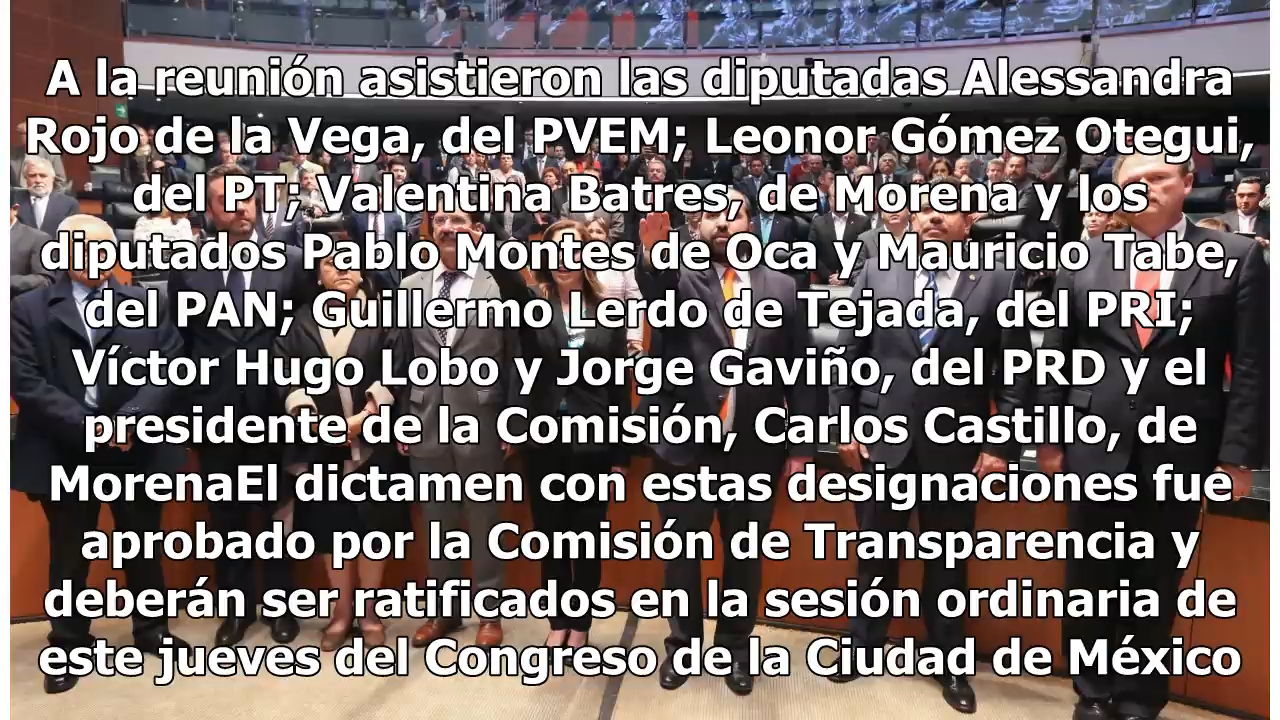 A la reunión asistieron las diputadas Alessandra
Rojo de la Vega, del PVEM; Leonor Gómez Otegui,
del PT; Valentina Batres, de Morena y los
diputados Pablo Montes de Oca y Mauricio Tabe,
del PAN; Guillermo Lerdo de Tejada, del PRI;
Víctor Hugo Lobo y Jorge Gaviño, del PRD y el
presidente de la Comisión, Carlos Castillo, de
MorenaEl dictamen con estas designaciones fue
aprobado por la Comisión de Transparencia y
deberán ser ratificados en la sesión ordinaria de
este jueves del Congreso de la Ciudad de México